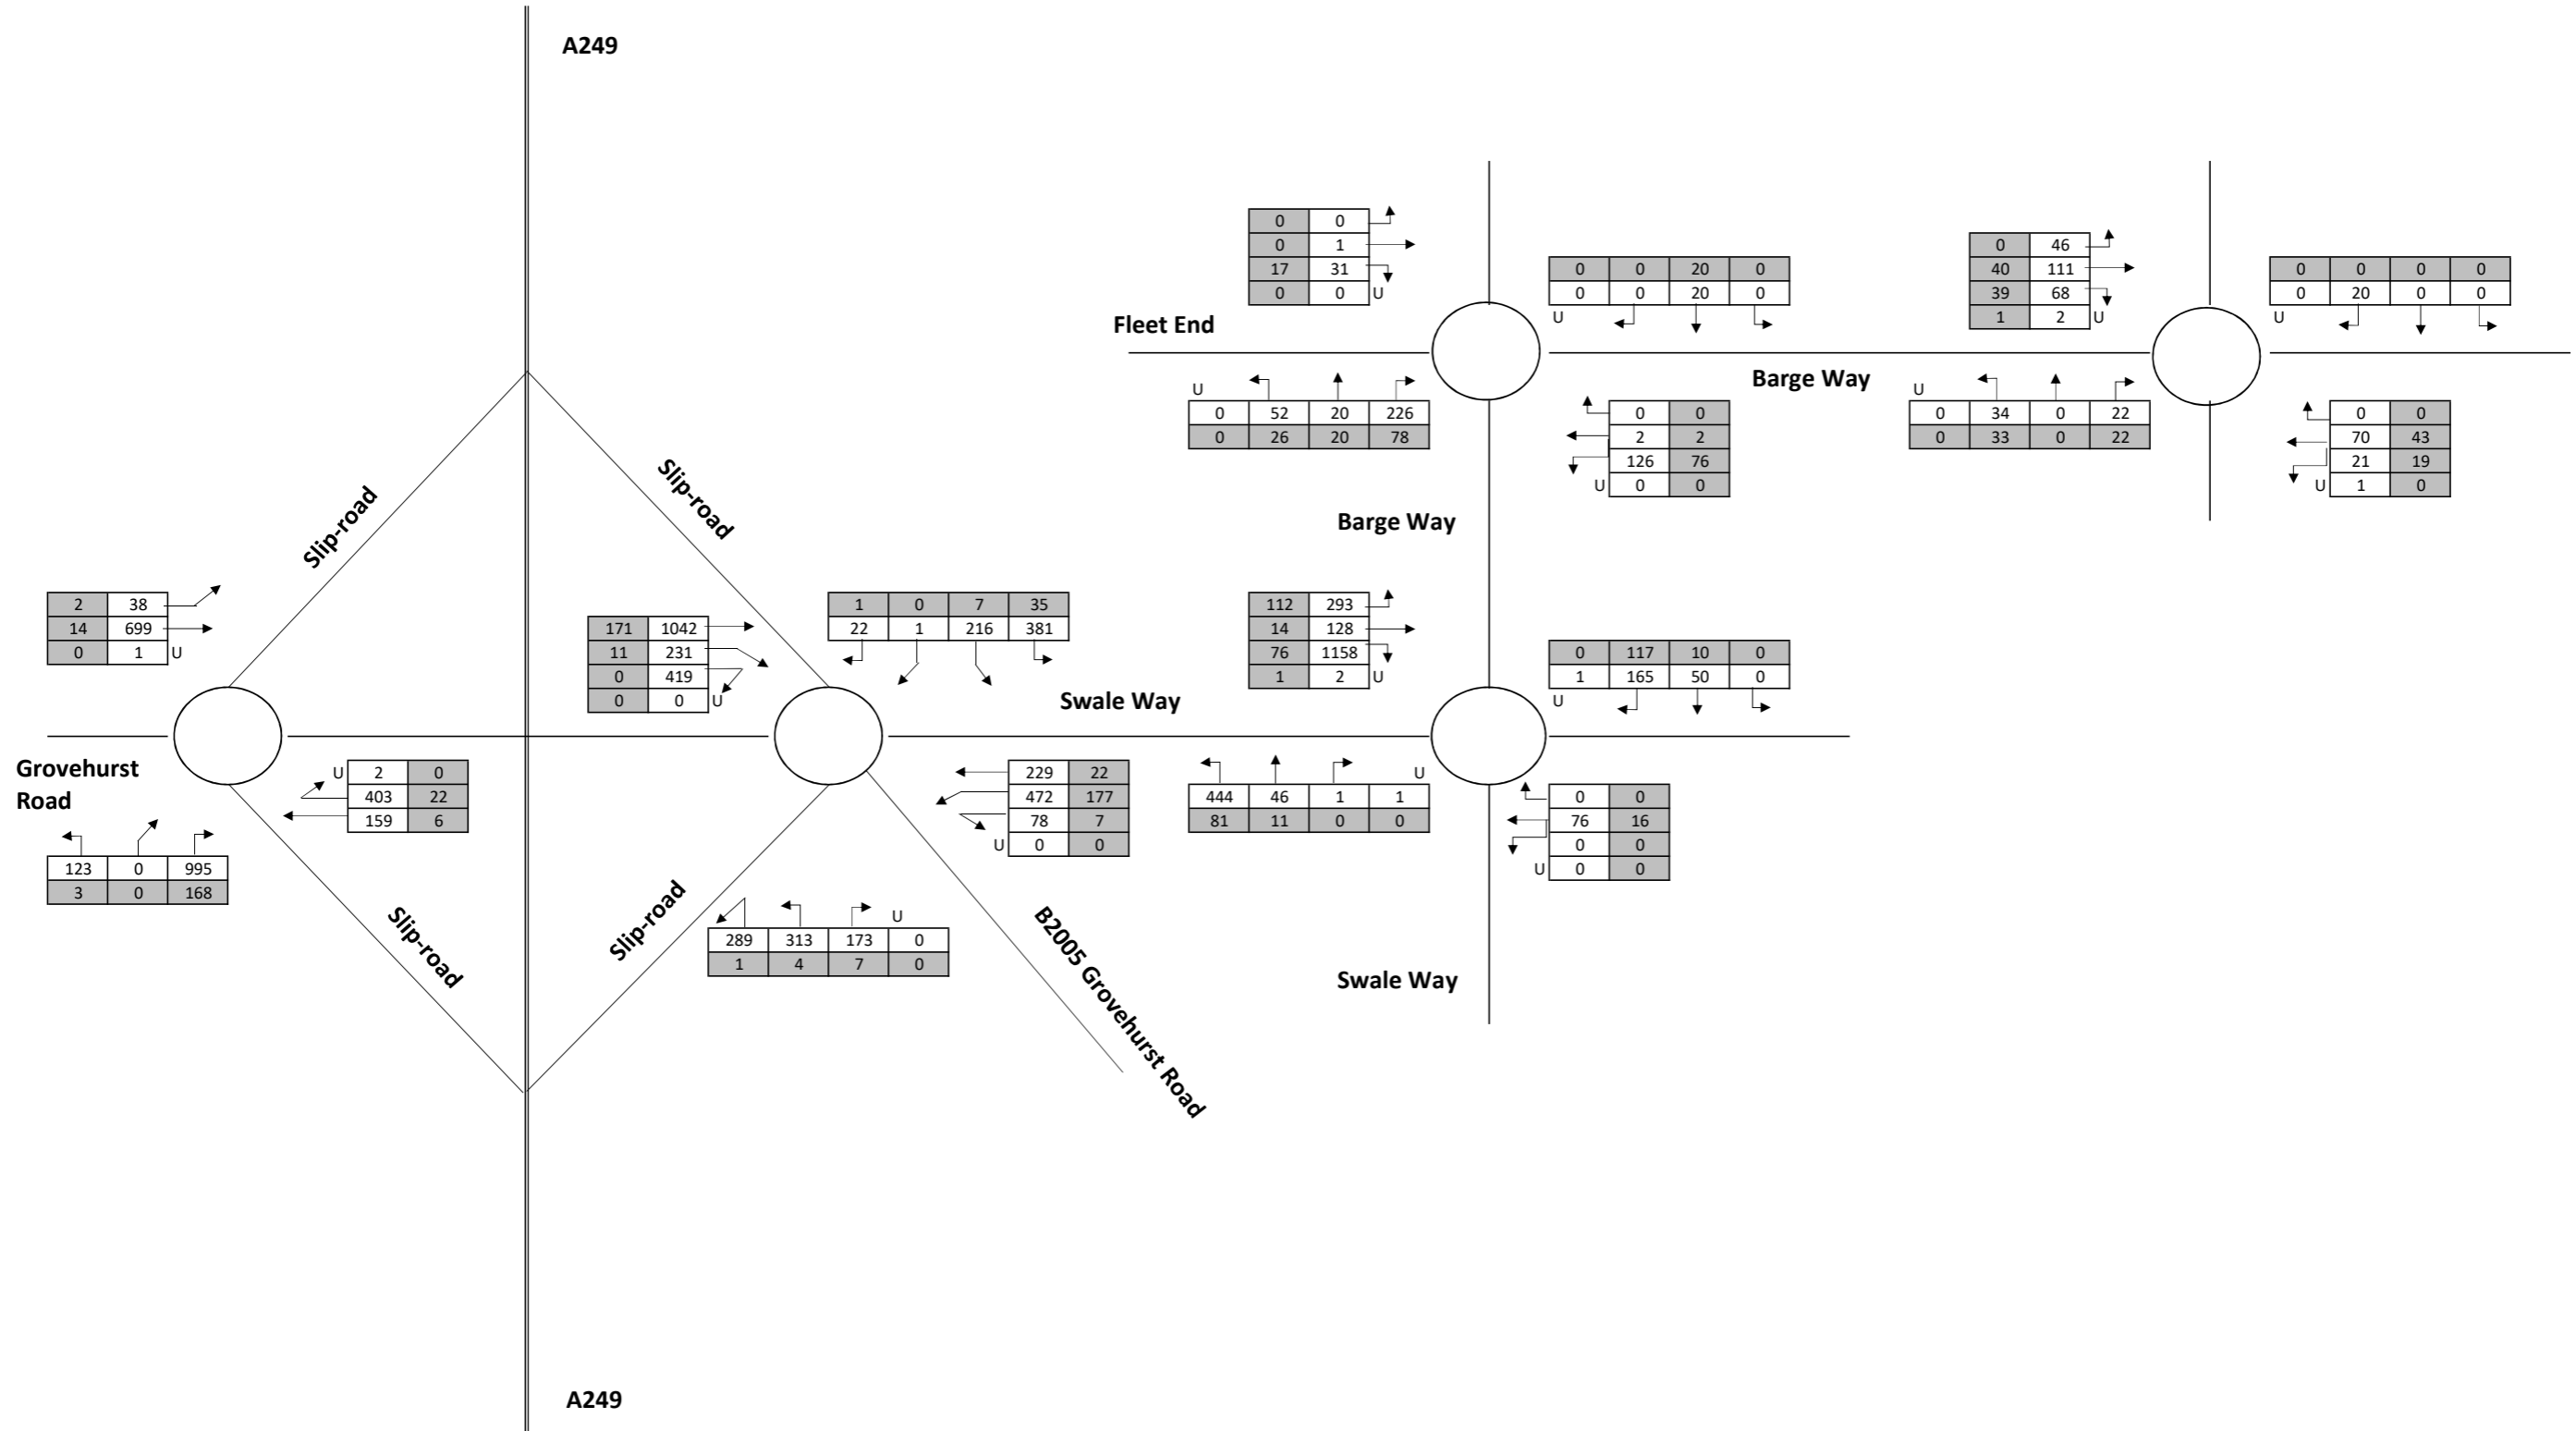 A249
0 0
0 1
17 31
0 0 U
0 0 20 0
0 0 20 0
U
0 46
40 111
39 68
1 2 U
0 0 0 0
0 20 0 0
U
Fleet End
Barge Way
U
0 52 20 226
0 26 20 78
0 0
2 2
126 76
U 0 0
U
0 34 0 22
0 33 0 22
0 0
70 43
21 19
U 1 0
Slip-road
Slip-road
Barge Way
2 38
14 699
0 1 U
171 1042
11 231
0 419
0 0 U
1 0 7 35
22 1 216 381
Swale Way
112 293
14 128
76 1158
1 2 U
0 117 10 0
1 165 50 0
U
Grovehurst
Road
U 2 0
403 22
159 6
123 0 995
3 0 168
229 22
472 177
78 7
U 0 0
U
444 46 1 1
81 11 0 0
0 0
76 16
0 0
U 0 0
Slip-road
Slip-road
U
289 313 173 0
1 4 7 0
B2005 Grovehurst Road
Swale Way
A249